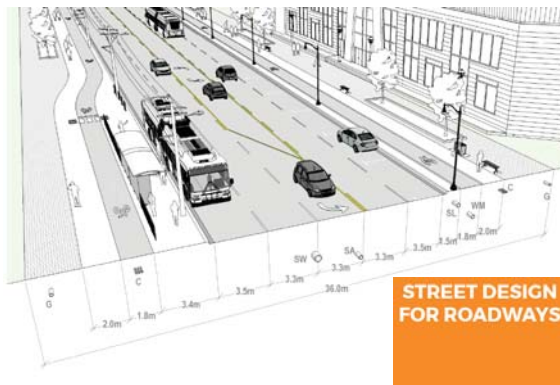 C
G
SL
WM
2.0m
1.8m
1.5m
3.5m
SW
SA
3.3m
3.3m
3.3m
3.5m
36.0m
G
C
3.4m
1.8m
2.0m
STREET DESIGN
FOR ROADWAYS